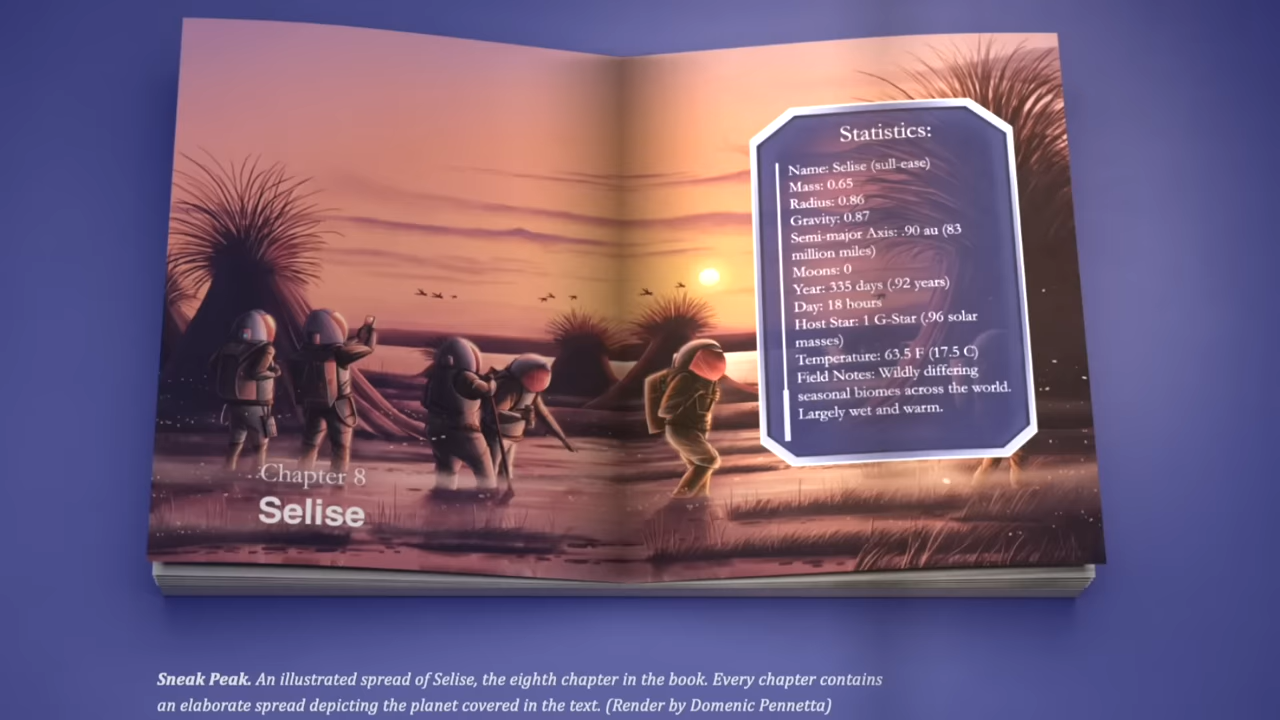 Statistics:
Name: Selise (sull-ease)
Mass: 0.65
Radius: 0.86
Gravity: 0.87
Semi-major Axis: .90 au (83
million miles)
Moons: 0
Year: 335 days (.92 years)
Day: 18 hours
Host Star: 1 G-Star (.96 solar
masses)
Temperature: 63.5 F (17.5 C)
Field Notes: Wildly differing
seasonal biomes across the world.
Largely wet and warm.
Chapter 8
Selise
Sneak Peak. An illustrated spread of Selise, the eighth chapter in the book. Every chapter contains
an elaborate spread depicting the planet covered in the text. (Render by Domenic Pennetta)